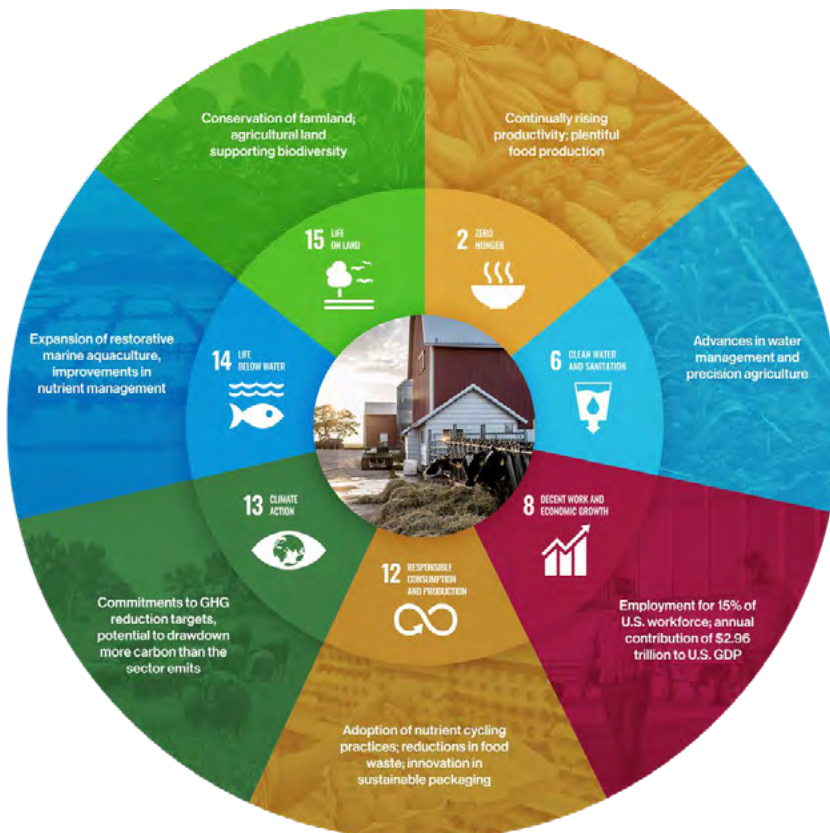 Conservation of farmland;
agricultural land
supporting biodiversity
Continually rising
productivity; plentiful
food production
15 LIFE
ON LAND
2 ZERO
HUNGER
Expansion of restorative
marine aquaculture,
improvements in
nutrient management
14 LIFE
BELOW WATER
6 CLEAN WATER
AND SANITATION
Advances in water
management and
precision agriculture
13 CLIMATE
ACTION
8 DECENT WORK AND
ECONOMIC GROWTH
12 RESPONSIBLE
CONSUMPTION
AND PRODUCTION
Commitments to GHG
reduction targets,
potential to drawdown
more carbon than the
sector emits
Employment for 15% of
U.S. workforce; annual
contribution of $2.96
trillion to U.S. GDP
Adoption of nutrient cycling
practices; reductions in food
waste; innovation in
sustainable packaging